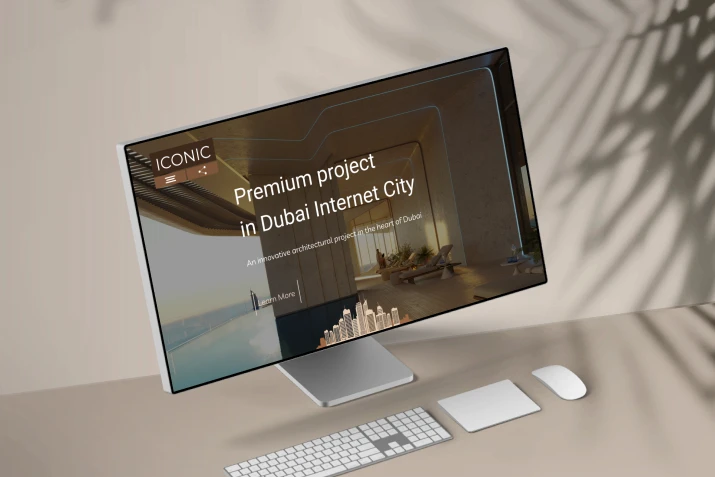 ICONIC
Premium project
in Dubai Internet City
An innovative architectural project in the heart of Dubai
Learn More